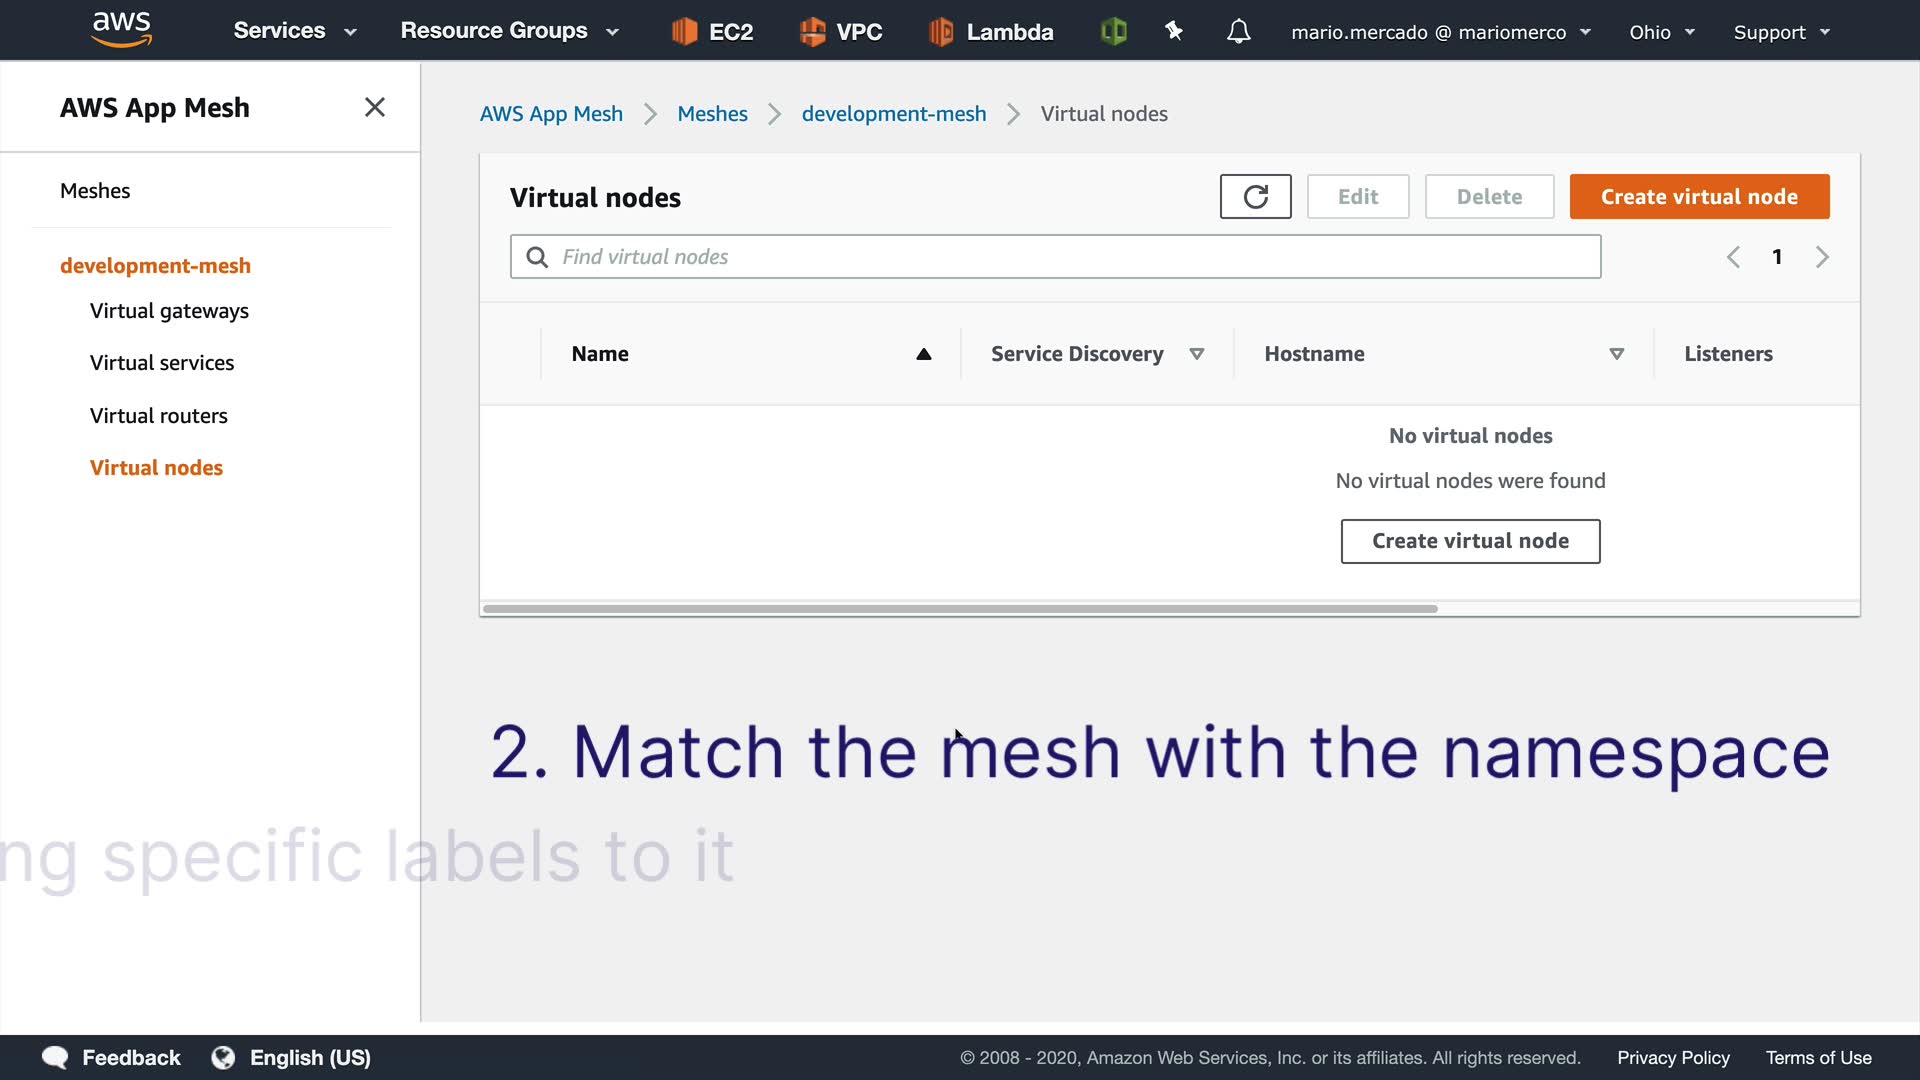 aws
Services
Resource Groups
EC2
VPC
Lambda
mario.mercado @ mariomerco
Ohio
Support
AWS App Mesh
Meshes
development-mesh
Virtual gateways
Virtual services
Virtual routers
Virtual nodes
AWS App Mesh > Meshes > development-mesh > Virtual nodes
Virtual nodes
Edit
Delete
Create virtual node
Find virtual nodes
1
Name
Service Discovery
Hostname
Listeners
No virtual nodes
No virtual nodes were found
Create virtual node
2. Match the mesh with the namespace
ng specific labels to it
Feedback
English (US)
© 2008 - 2020, Amazon Web Services, Inc. or its affiliates. All rights reserved.
Privacy Policy
Terms of Use